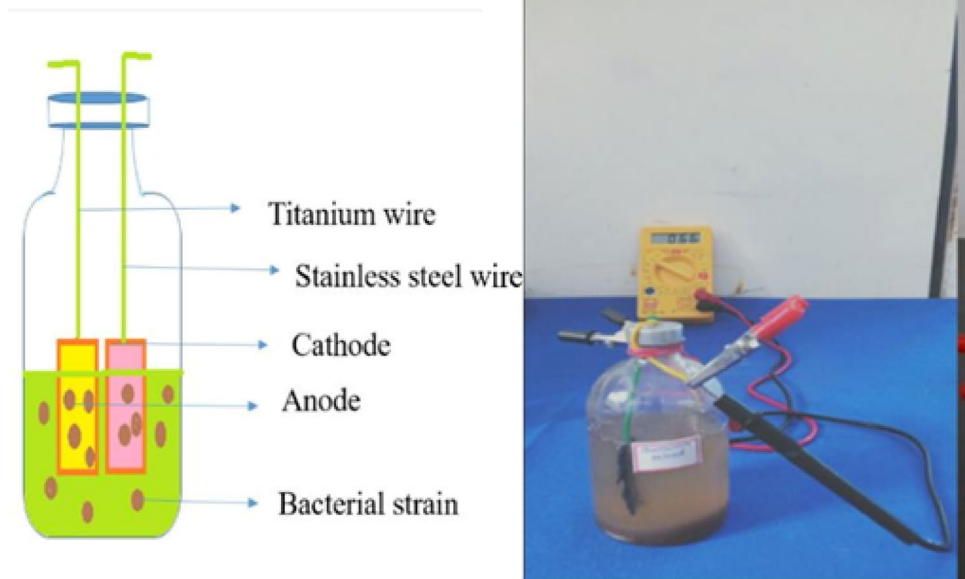 Titanium wire
Stainless steel wire
Cathode
Anode
Bacterial strain